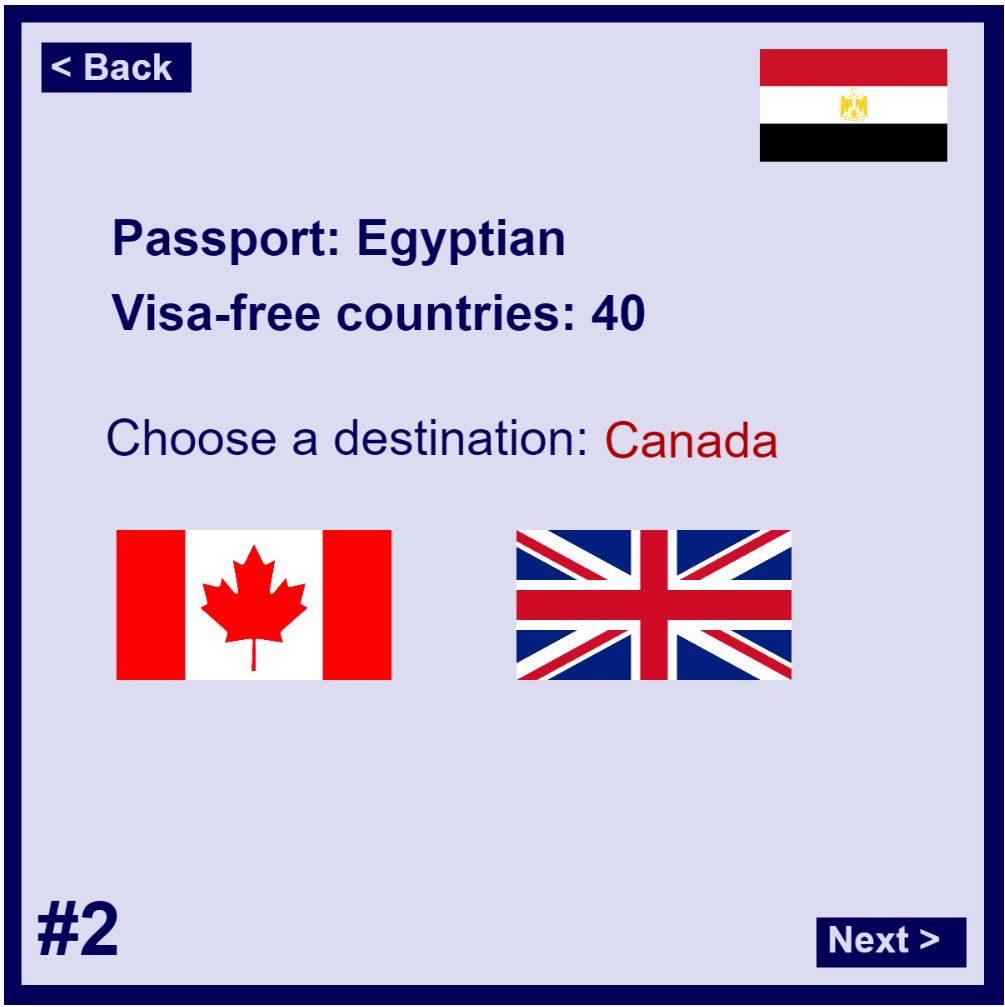 < Back
Passport: Egyptian
Visa-free countries: 40
Choose a destination: Canada
#2
Next >